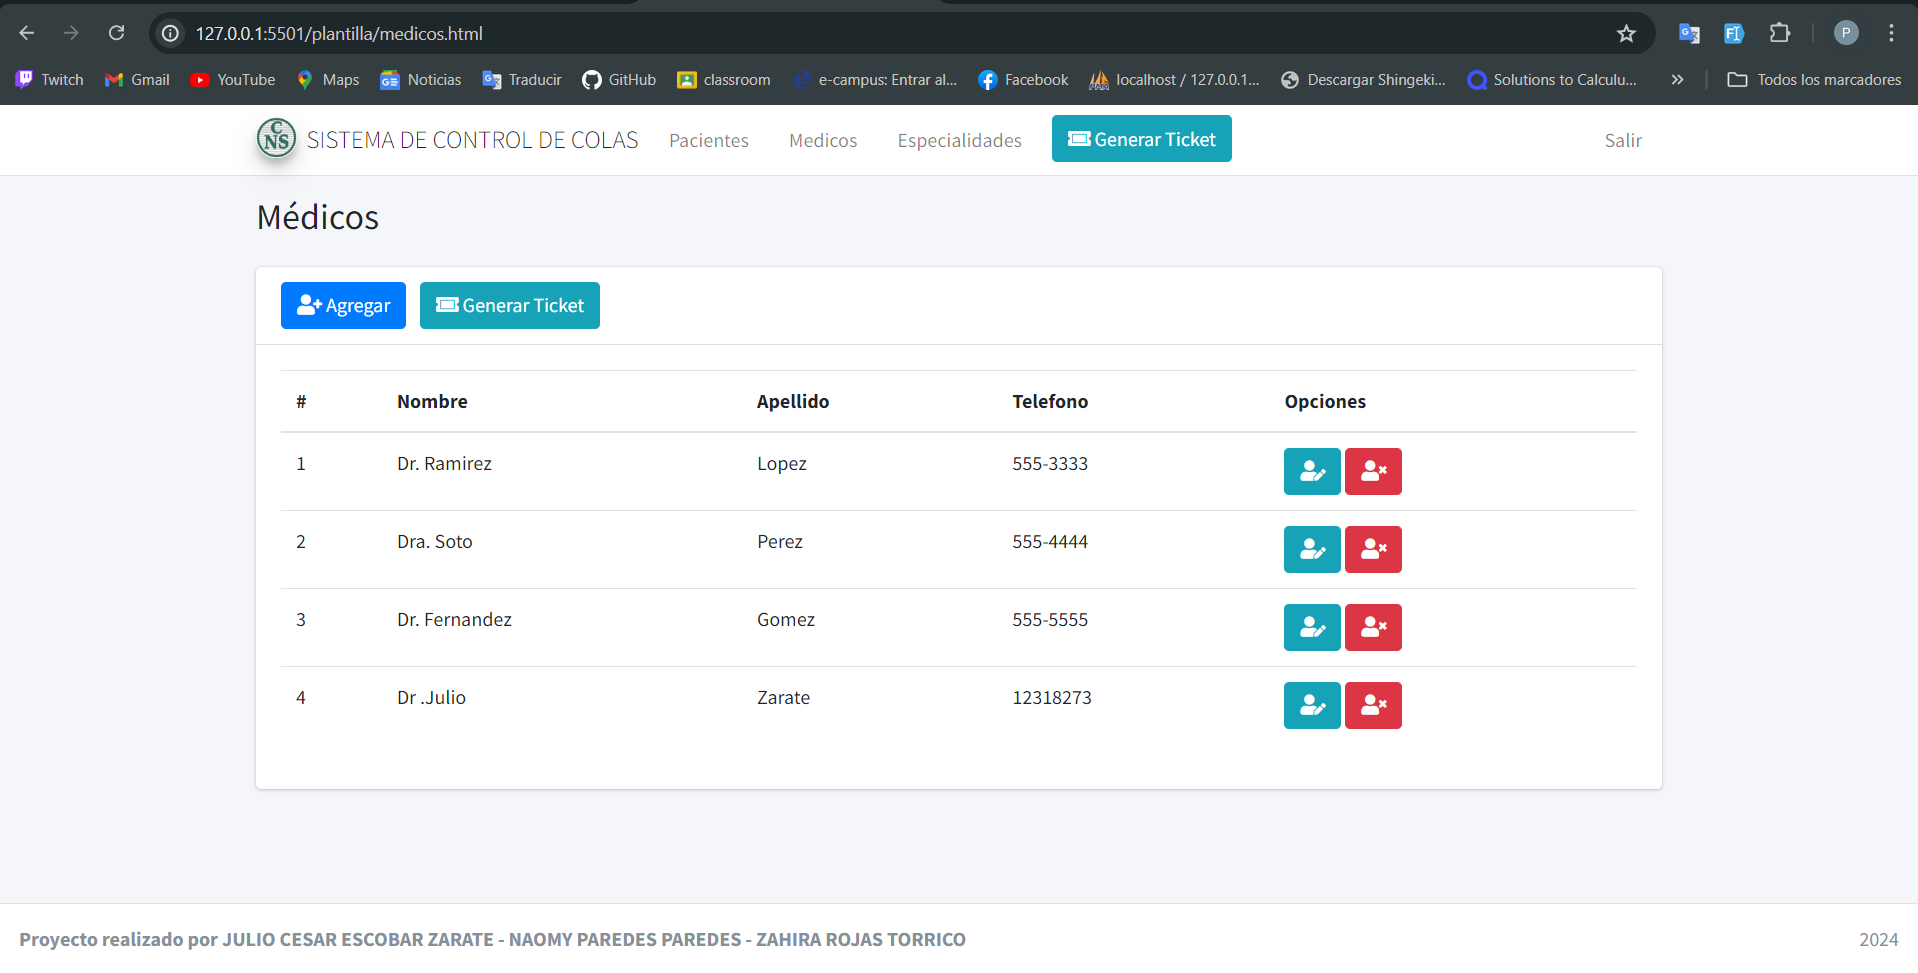 127.0.0.1:5501/plantilla/medicos.html
P
Twitch Gmail YouTube Maps Noticias Traducir GitHub classroom e-campus: Entrar al... Facebook localhost / 127.0.0.1... Descargar Shingeki... Solutions to Calculu... » Todos los marcadores
CNS SISTEMA DE CONTROL DE COLAS Pacientes Medicos Especialidades Generar Ticket Salir
Médicos
Agregar Generar Ticket
# Nombre Apellido Telefono Opciones
1 Dr. Ramirez Lopez 555-3333
2 Dra. Soto Perez 555-4444
3 Dr. Fernandez Gomez 555-5555
4 Dr .Julio Zarate 12318273
Proyecto realizado por JULIO CESAR ESCOBAR ZARATE - NAOMY PAREDES PAREDES - ZAHIRA ROJAS TORRICO 2024